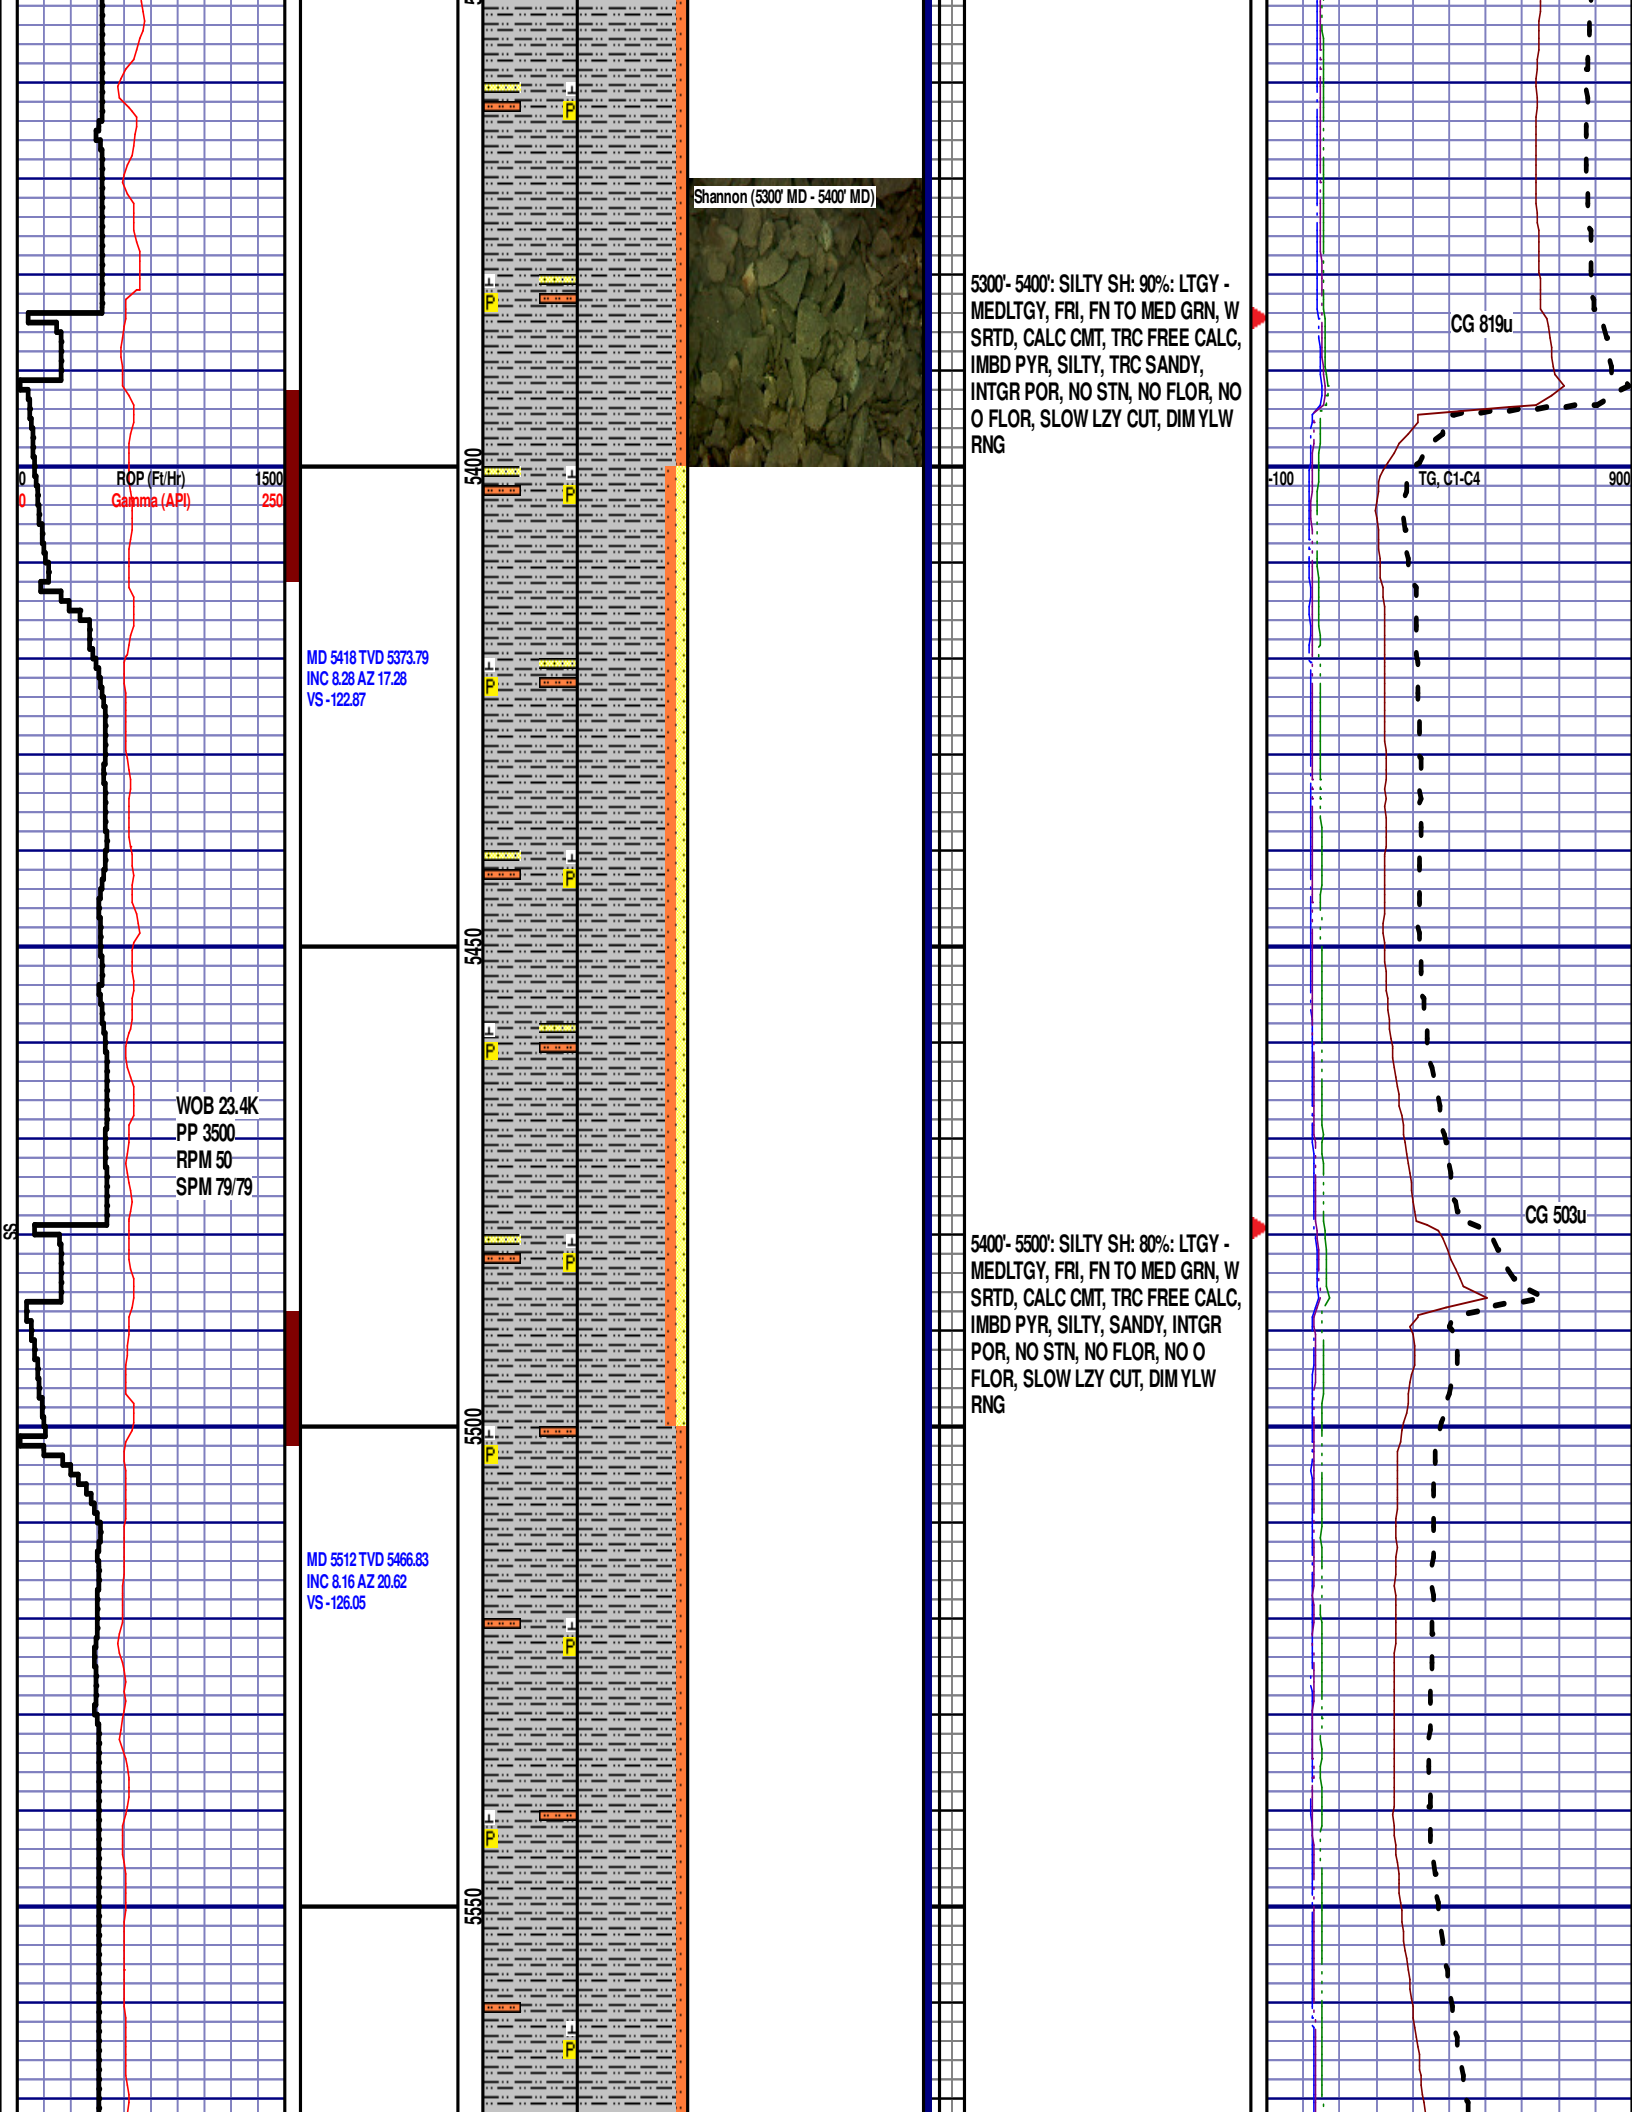 Shannon (5300' MD - 5400' MD)
5300'- 5400': SILTY SH: 90%: LTGY -
MEDLTGY, FRI, FN TO MED GRN, W
SRTD, CALC CMT, TRC FREE CALC,
IMBD PYR, SILTY, TRC SANDY,
INTGR POR, NO STN, NO FLOR, NO
O FLOR, SLOW LZY CUT, DIM YLW
RNG
CG 819u
5400
0 ROP (Ft/Hr) 1500
0 Gamma (API) 250
-100 TG, C1-C4 900
MD 5418 TVD 5373.79
INC 8.28 AZ 17.28
VS -122.87
5450
WOB 23.4K
PP 3500
RPM 50
SPM 79/79
SS
CG 503u
5400'- 5500': SILTY SH: 80%: LTGY -
MEDLTGY, FRI, FN TO MED GRN, W
SRTD, CALC CMT, TRC FREE CALC,
IMBD PYR, SILTY, SANDY, INTGR
POR, NO STN, NO FLOR, NO O
FLOR, SLOW LZY CUT, DIM YLW
RNG
5500
MD 5512 TVD 5466.83
INC 8.16 AZ 20.62
VS -126.05
5550
P
P
P
P
P
P
P
P
P
P
P